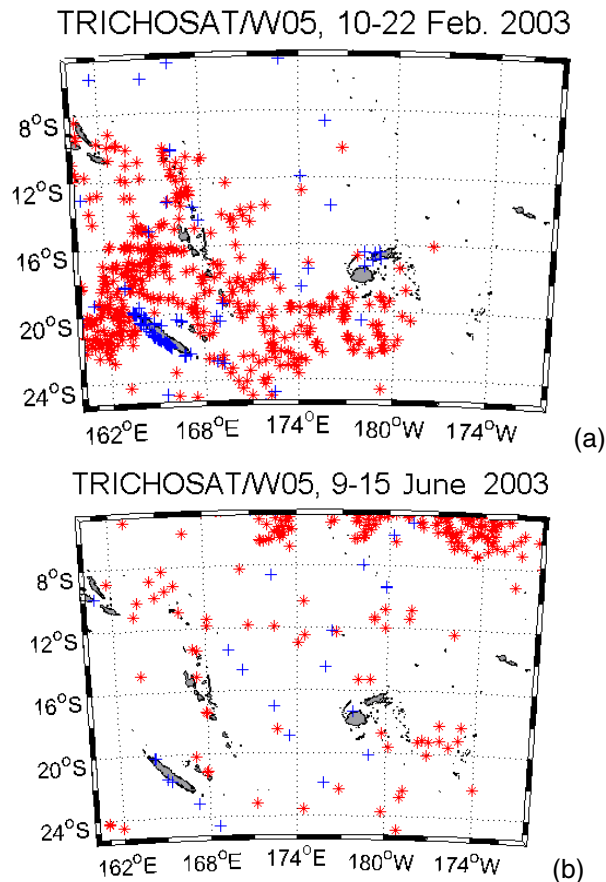 TRICHOSAT/W05, 10-22 Feb. 2003
8°S
12°S
16°S
20°S
24°S
162°E 168°E 174°E 180°W 174°W
(a)
TRICHOSAT/W05, 9-15 June 2003
8°S
12°S
16°S
20°S
24°S
162°E 168°E 174°E 180°W 174°W
(b)